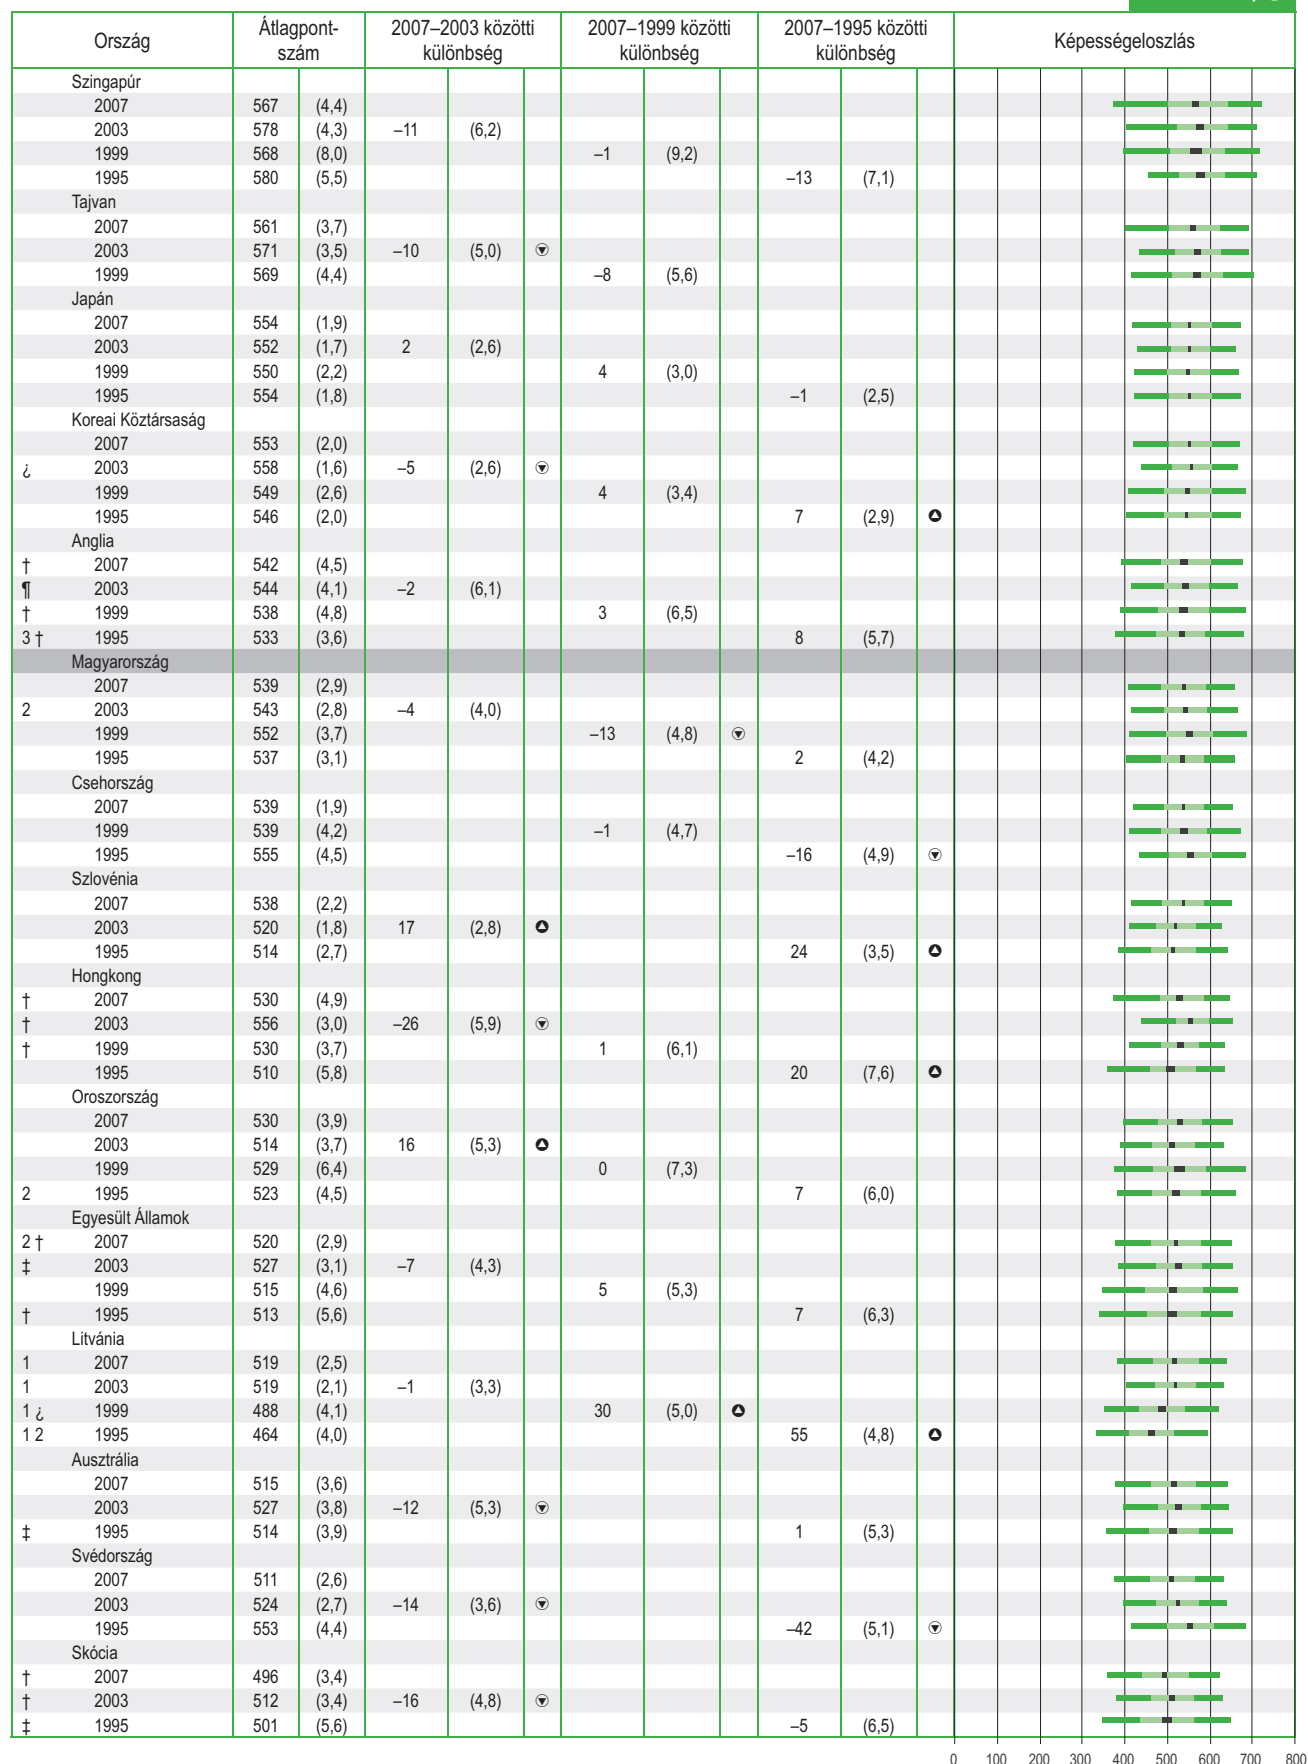 Ország Átlagpont-szám 2007–2003 közötti különbség 2007–1999 közötti különbség 2007–1995 közötti különbség Képességeloszlás
Szingapúr
2007 567 (4,4)
2003 578 (4,3) –11 (6,2)
1999 568 (8,0) –1 (9,2)
1995 580 (5,5) –13 (7,1)
Tajvan
2007 561 (3,7)
2003 571 (3,5) –10 (5,0)
1999 569 (4,4) –8 (5,6)
Japán
2007 554 (1,9)
2003 552 (1,7) 2 (2,6)
1999 550 (2,2) 4 (3,0)
1995 554 (1,8) –1 (2,5)
Koreai Köztársaság
2007 553 (2,0)
¿ 2003 558 (1,6) –5 (2,6)
1999 549 (2,6) 4 (3,4)
1995 546 (2,0) 7 (2,9)
Anglia
† 2007 542 (4,5)
¶ 2003 544 (4,1) –2 (6,1)
† 1999 538 (4,8) 3 (6,5)
3 † 1995 533 (3,6) 8 (5,7)
Magyarország
2007 539 (2,9)
2 2003 543 (2,8) –4 (4,0)
1999 552 (3,7) –13 (4,8)
1995 537 (3,1) 2 (4,2)
Csehország
2007 539 (1,9)
1999 539 (4,2) –1 (4,7)
1995 555 (4,5) –16 (4,9)
Szlovénia
2007 538 (2,2)
2003 520 (1,8) 17 (2,8)
1995 514 (2,7) 24 (3,5)
Hongkong
† 2007 530 (4,9)
† 2003 556 (3,0) –26 (5,9)
† 1999 530 (3,7) 1 (6,1)
1995 510 (5,8) 20 (7,6)
Oroszország
2007 530 (3,9)
2003 514 (3,7) 16 (5,3)
1999 529 (6,4) 0 (7,3)
2 1995 523 (4,5) 7 (6,0)
Egyesült Államok
2 † 2007 520 (2,9)
‡ 2003 527 (3,1) –7 (4,3)
1999 515 (4,6) 5 (5,3)
† 1995 513 (5,6) 7 (6,3)
Litvánia
1 2007 519 (2,5)
1 2003 519 (2,1) –1 (3,3)
1 ¿ 1999 488 (4,1) 30 (5,0)
1 2 1995 464 (4,0) 55 (4,8)
Ausztrália
2007 515 (3,6)
2003 527 (3,8) –12 (5,3)
‡ 1995 514 (3,9) 1 (5,3)
Svédország
2007 511 (2,6)
2003 524 (2,7) –14 (3,6)
1995 553 (4,4) –42 (5,1)
Skócia
† 2007 496 (3,4)
† 2003 512 (3,4) –16 (4,8)
‡ 1995 501 (5,6) –5 (6,5)
0 100 200 300 400 500 600 700 800